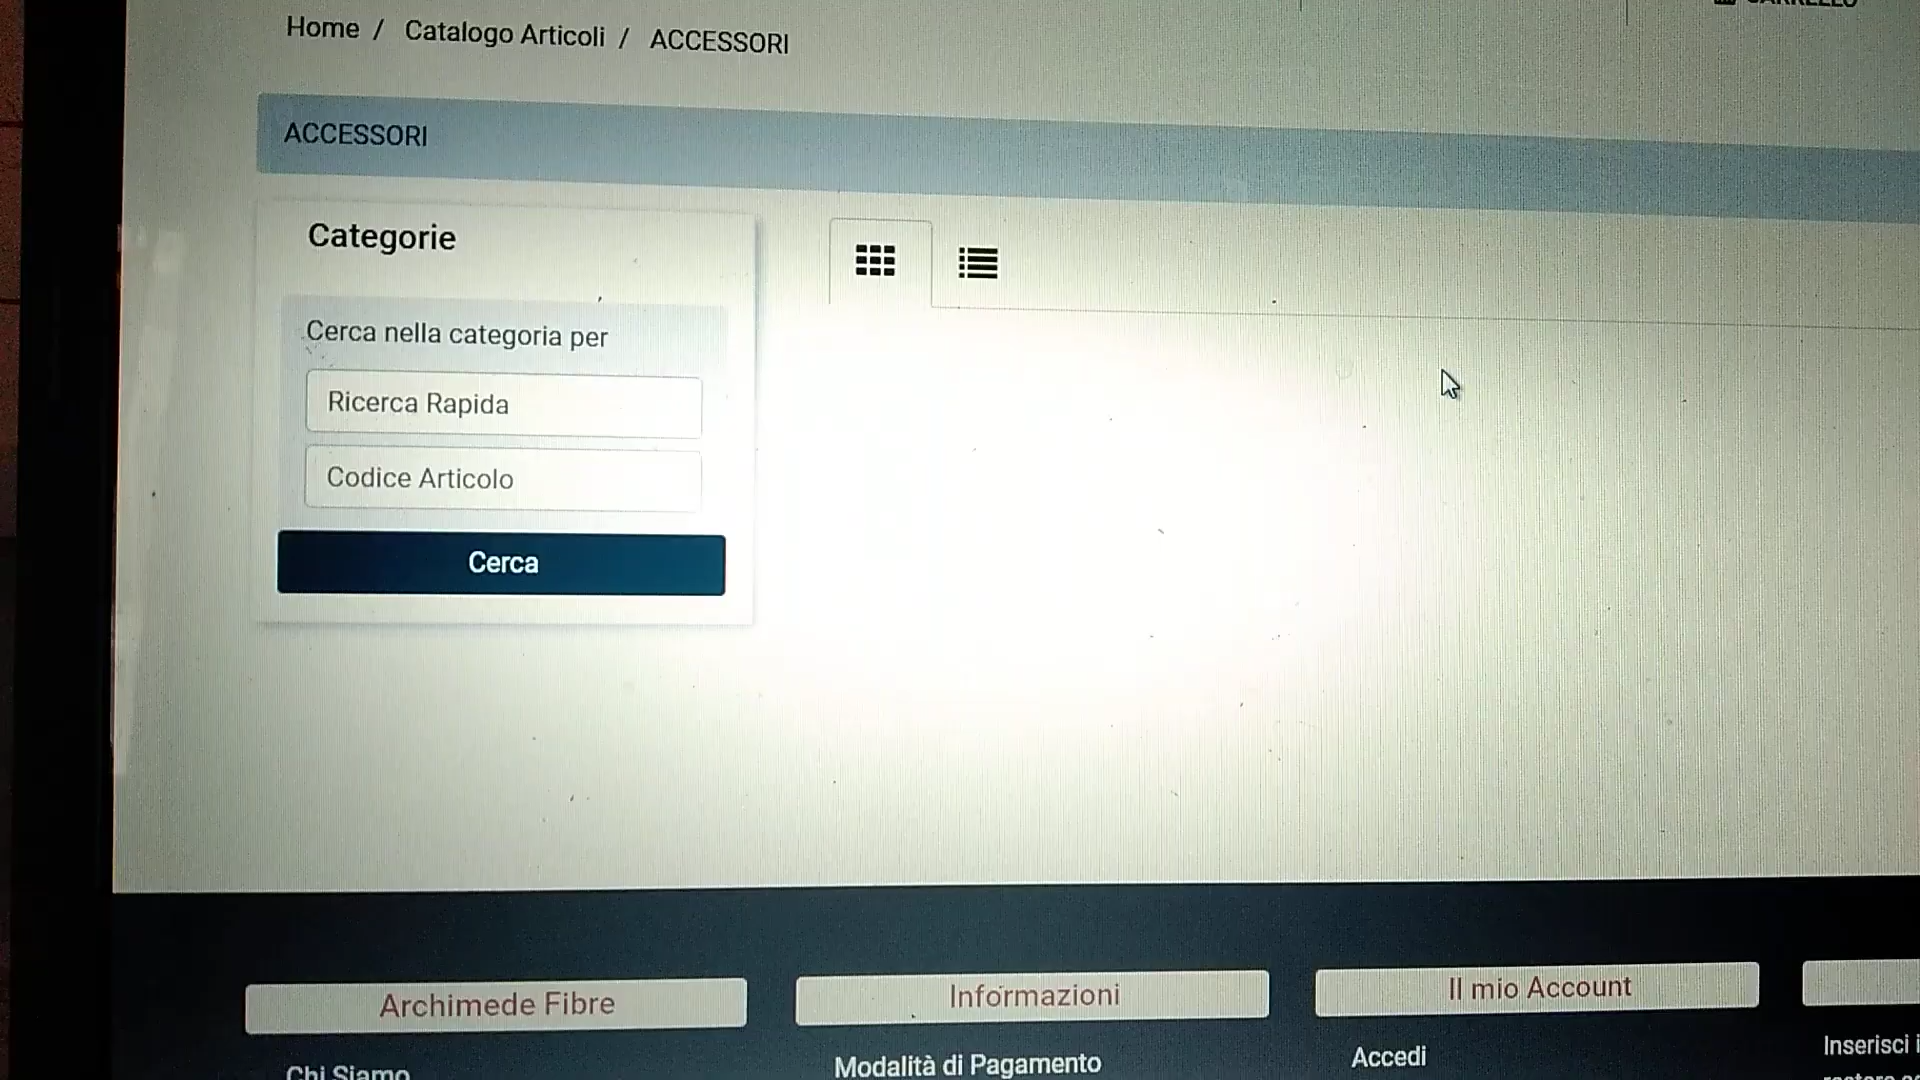 Home / Catalogo Articoli / ACCESSORI
ACCESSORI
Categorie
Cerca nella categoria per
Ricerca Rapida
Codice Articolo
Cerca
Archimede Fibre
Informazioni
Il mio Account
Chi Siamo
Modalità di Pagamento
Accedi
Inserisci